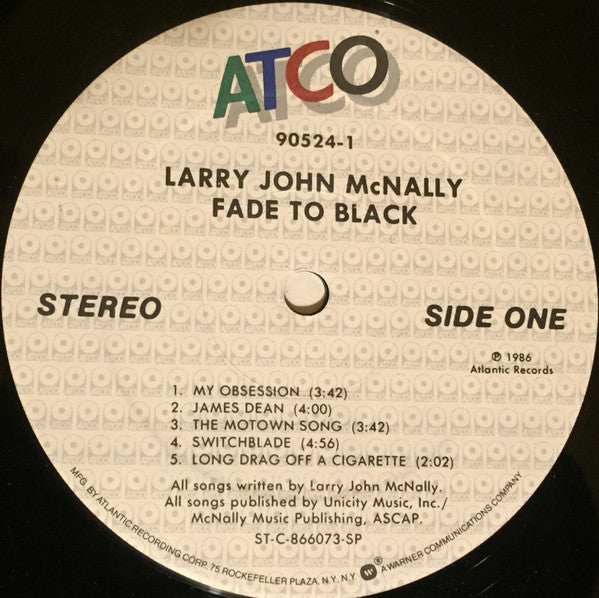 ATCO
90524-1
LARRY JOHN McNALLY
FADE TO BLACK
STEREO
SIDE ONE
℗ 1986
Atlantic Records
1. MY OBSESSION (3:42)
2. JAMES DEAN (4:00)
3. THE MOTOWN SONG (3:42)
4. SWITCHBLADE (4:56)
5. LONG DRAG OFF A CIGARETTE (2:02)
All songs written by Larry John McNally.
All songs published by Unicity Music, Inc./
McNally Music Publishing, ASCAP.
ST-C-866073-SP
MFG. BY ATLANTIC RECORDING CORP. 75 ROCKEFELLER PLAZA, N.Y. N.Y. ® A WARNER COMMUNICATIONS COMPANY